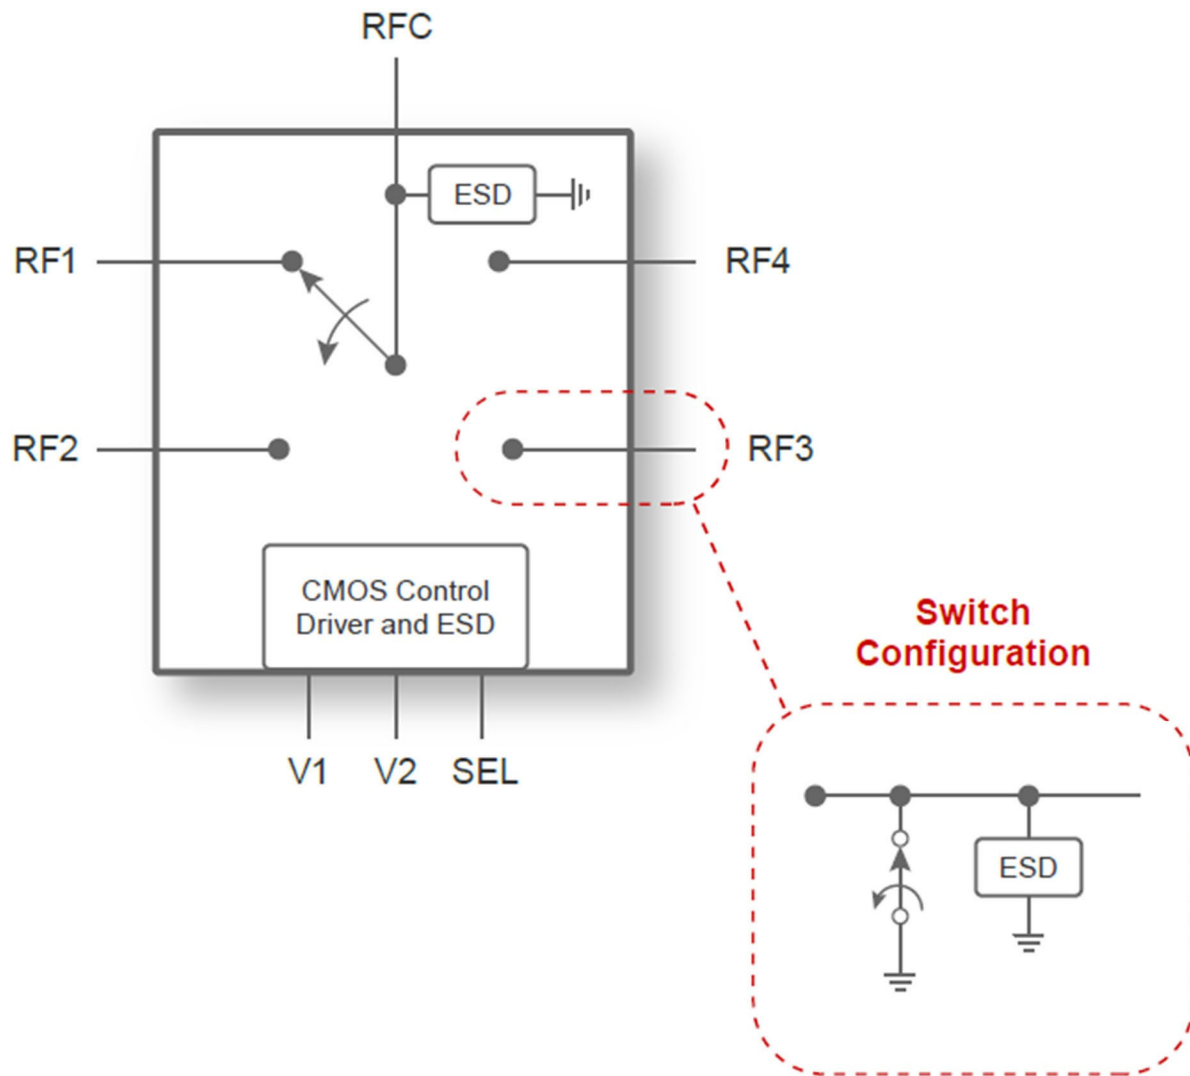 RFC
ESD
RF1
RF4
RF2
RF3
CMOS Control
Driver and ESD
V1 V2 SEL
Switch
Configuration
ESD